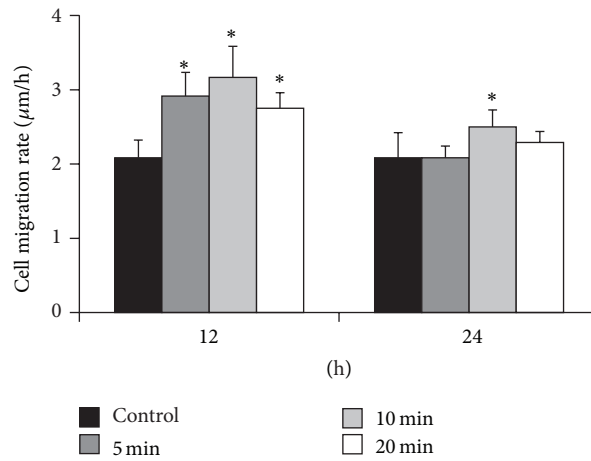 4
3
2
1
0
Cell migration rate (μm/h)
*
*
*
*
12
24
(h)
Control
5 min
10 min
20 min